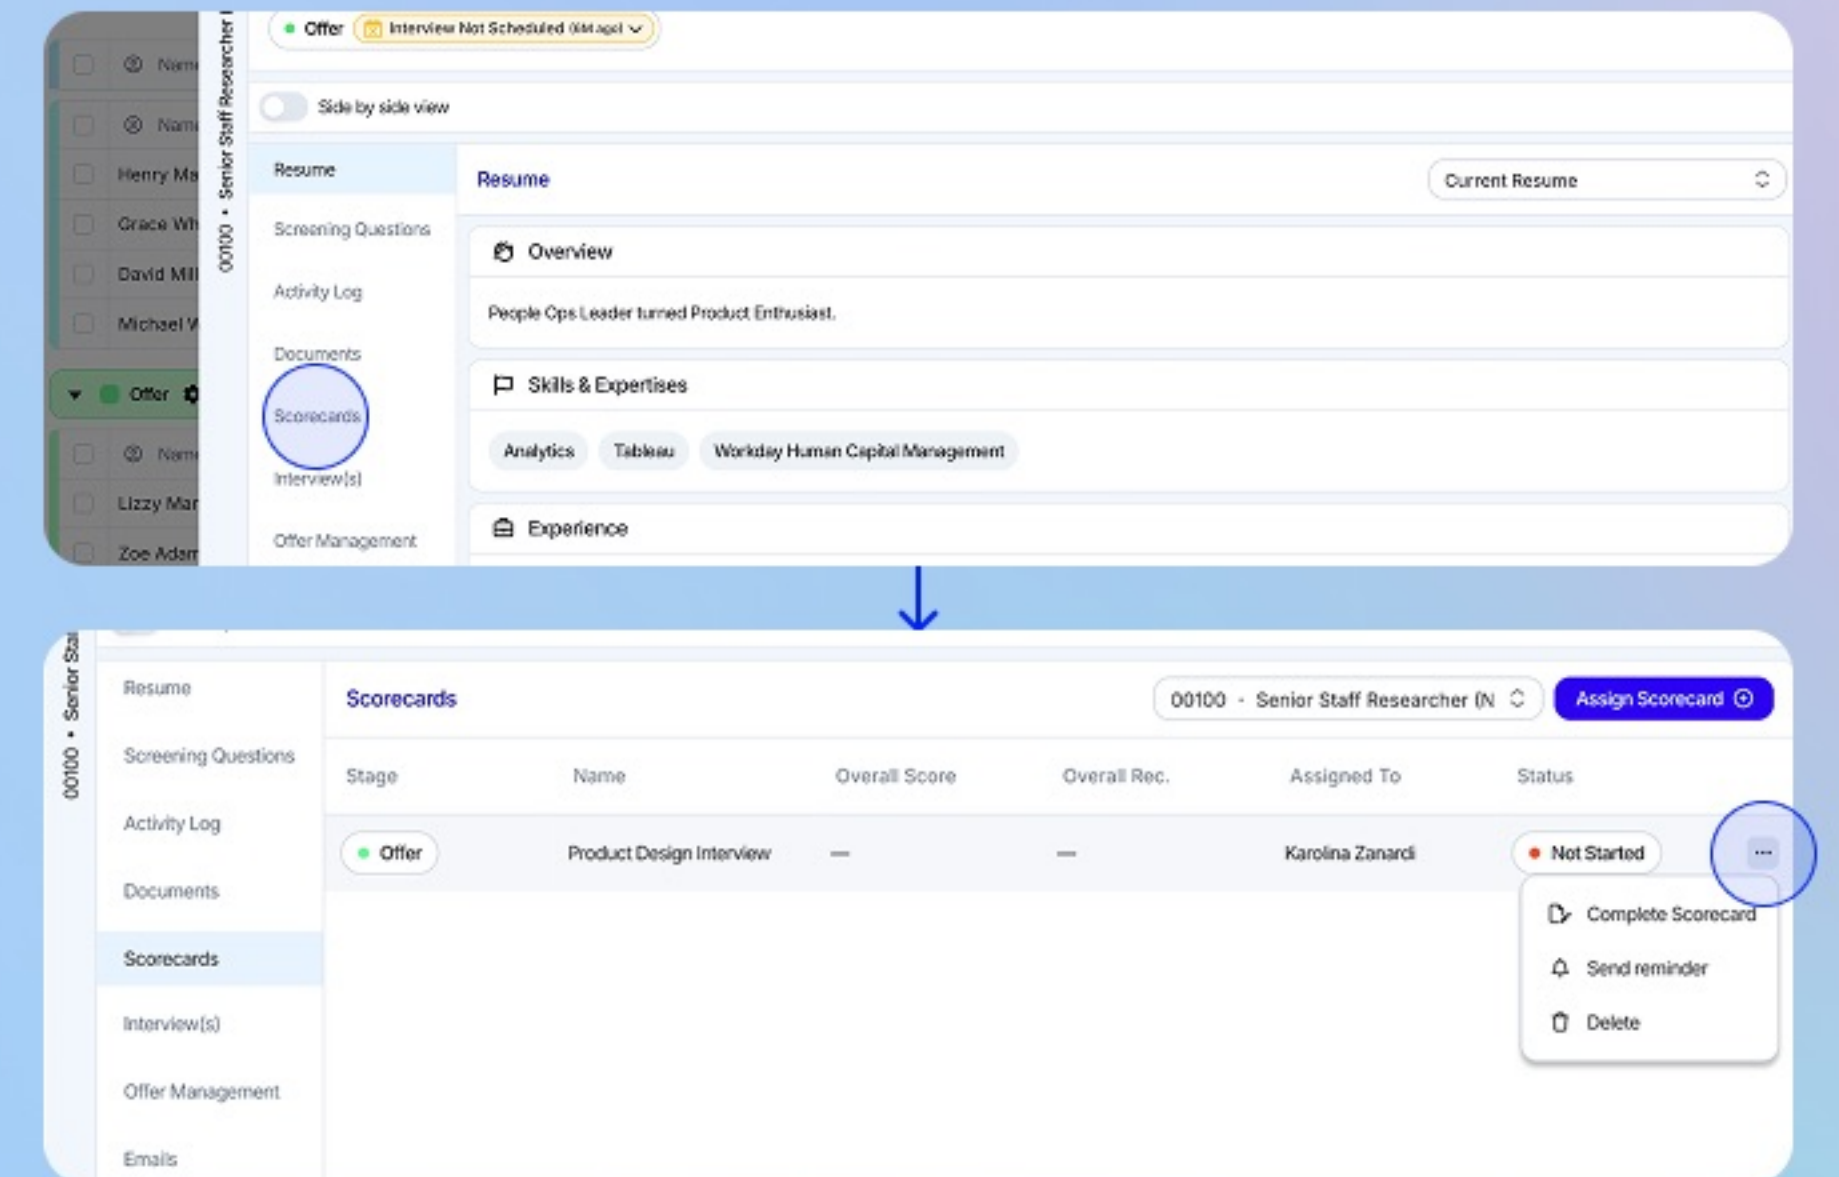 Offer Interview Not Scheduled (6M ago)
Name
Side by side view
Name
00100 • Senior Staff Researcher
Henry Ma
Grace Wh
David Mill
Michael W
Offer
Name
Lizzy Mar
Zoe Adam
Resume
Screening Questions
Activity Log
Documents
Scorecards
Interview(s)
Offer Management
Resume
Current Resume
Overview
People Ops Leader turned Product Enthusiast.
Skills & Expertises
Analytics Tableau Workday Human Capital Management
Experience
00100 • Senior Sta
Resume
Screening Questions
Activity Log
Documents
Scorecards
Interview(s)
Offer Management
Emails
Scorecards
00100 - Senior Staff Researcher (N
Assign Scorecard
Stage Name Overall Score Overall Rec. Assigned To Status
Offer Product Design Interview — — Karolina Zanardi Not Started ...
Complete Scorecard
Send reminder
Delete